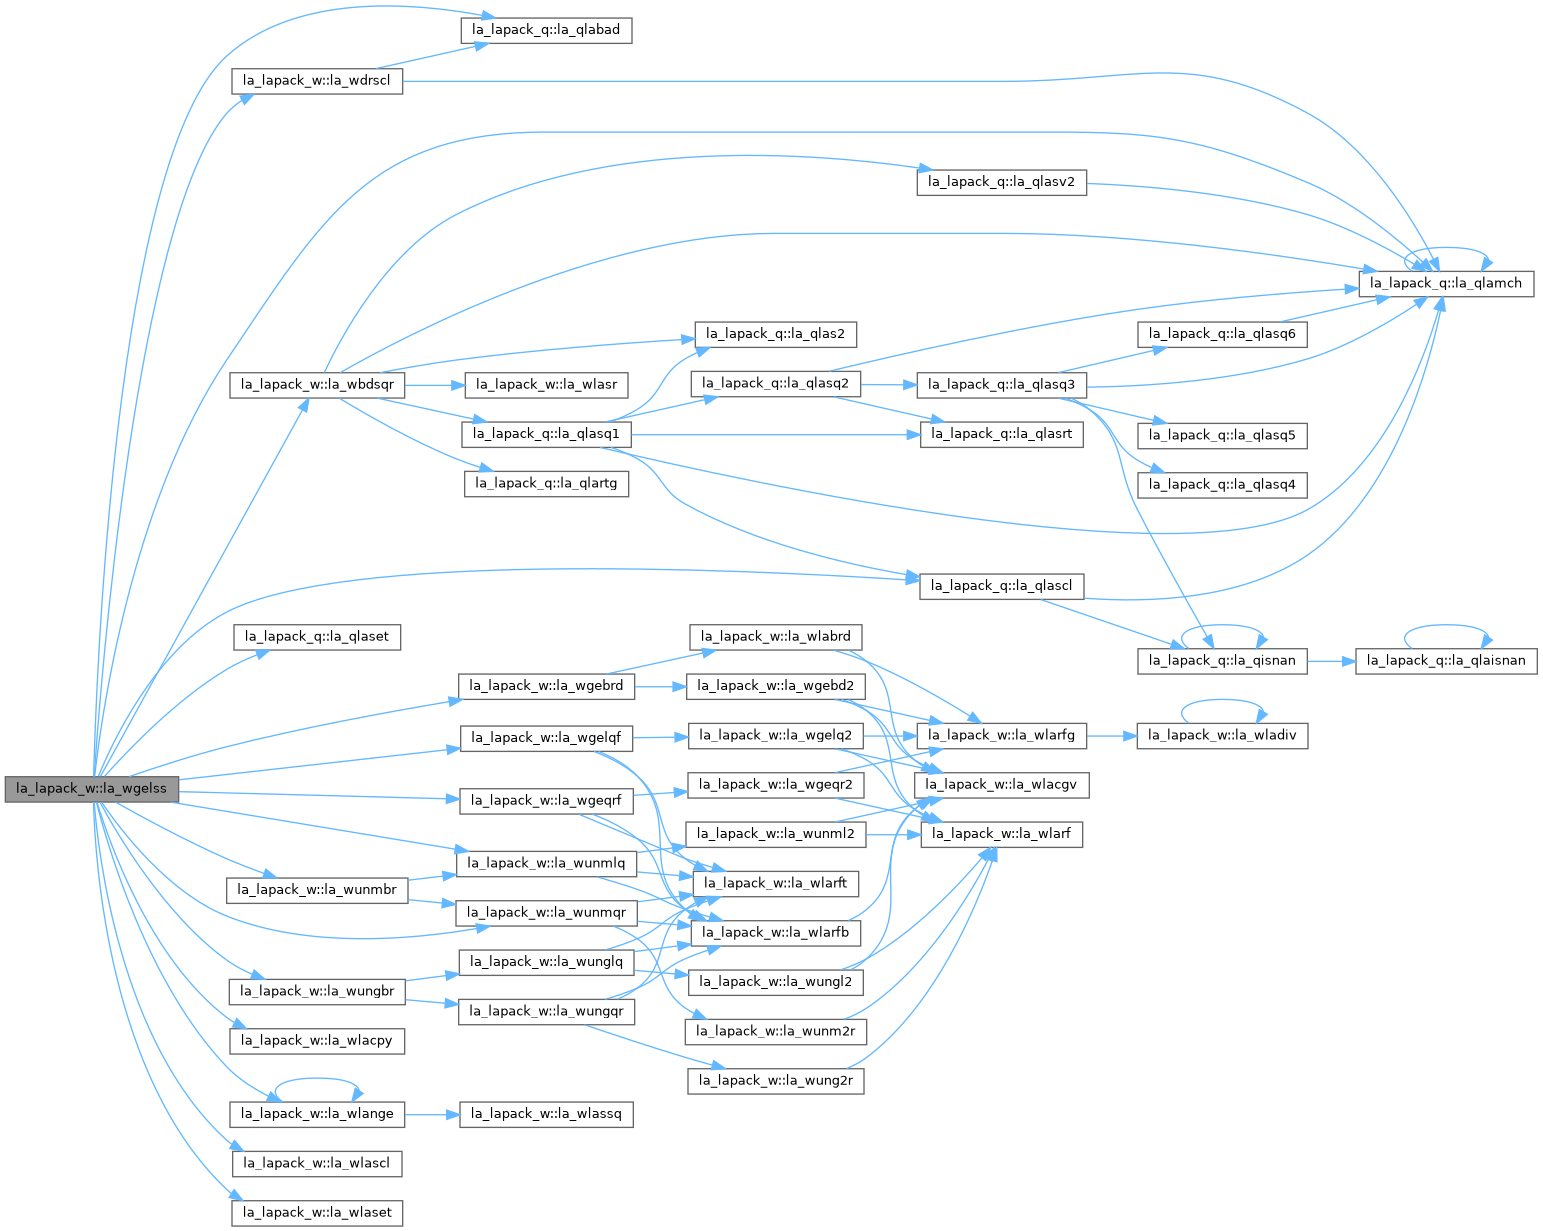 la_lapack_q::la_qlabad
la_lapack_w::la_wdrscl
la_lapack_q::la_qlasv2
la_lapack_q::la_qlamch
la_lapack_q::la_qlas2
la_lapack_q::la_qlasq6
la_lapack_w::la_wbdsqr
la_lapack_w::la_wlasr
la_lapack_q::la_qlasq2
la_lapack_q::la_qlasq3
la_lapack_q::la_qlasq1
la_lapack_q::la_qlasrt
la_lapack_q::la_qlasq5
la_lapack_q::la_qlartg
la_lapack_q::la_qlasq4
la_lapack_q::la_qlascl
la_lapack_q::la_qlaset
la_lapack_w::la_wlabrd
la_lapack_q::la_qisnan
la_lapack_q::la_qlaisnan
la_lapack_w::la_wgebrd
la_lapack_w::la_wgebd2
la_lapack_w::la_wgelqf
la_lapack_w::la_wgelq2
la_lapack_w::la_wlarfg
la_lapack_w::la_wladiv
la_lapack_w::la_wgelss
la_lapack_w::la_wgeqrf
la_lapack_w::la_wgeqr2
la_lapack_w::la_wlacgv
la_lapack_w::la_wunml2
la_lapack_w::la_wlarf
la_lapack_w::la_wunmlq
la_lapack_w::la_wunmbr
la_lapack_w::la_wlarft
la_lapack_w::la_wunmqr
la_lapack_w::la_wlarfb
la_lapack_w::la_wunglq
la_lapack_w::la_wungbr
la_lapack_w::la_wungl2
la_lapack_w::la_wungqr
la_lapack_w::la_wunm2r
la_lapack_w::la_wlacpy
la_lapack_w::la_wung2r
la_lapack_w::la_wlange
la_lapack_w::la_wlassq
la_lapack_w::la_wlascl
la_lapack_w::la_wlaset